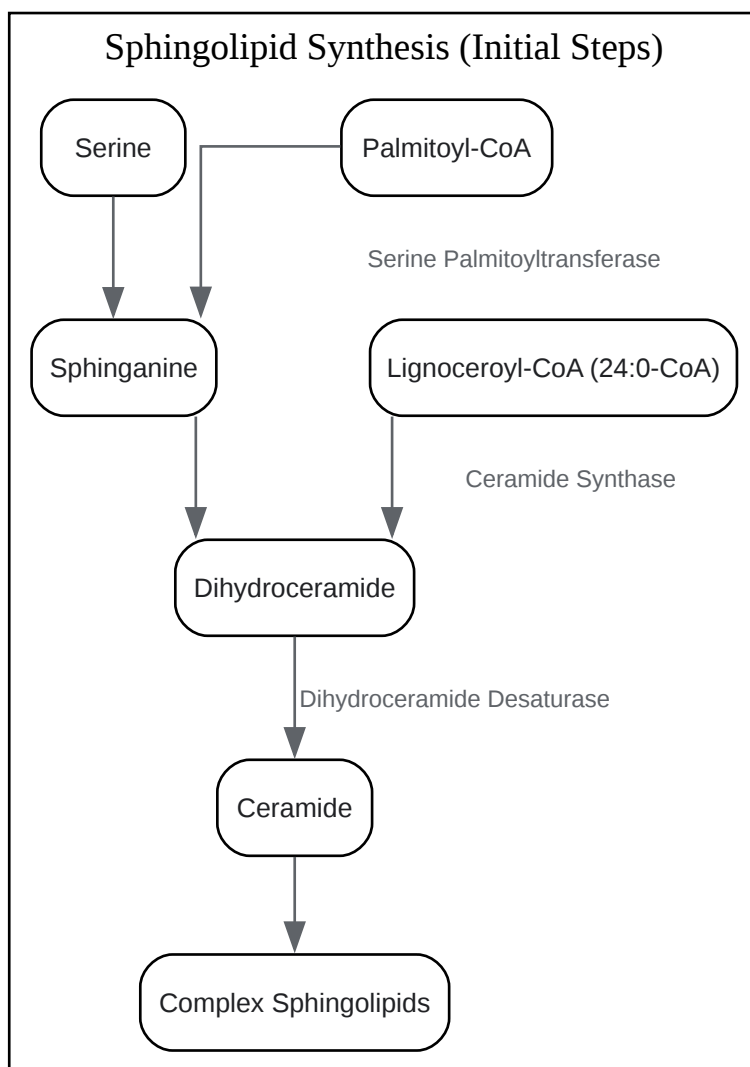 Sphingolipid Synthesis (Initial Steps)
Serine
Palmitoyl-CoA
Serine Palmitoyltransferase
Sphinganine
Lignoceroyl-CoA (24:0-CoA)
Ceramide Synthase
Dihydroceramide
Dihydroceramide Desaturase
Ceramide
Complex Sphingolipids